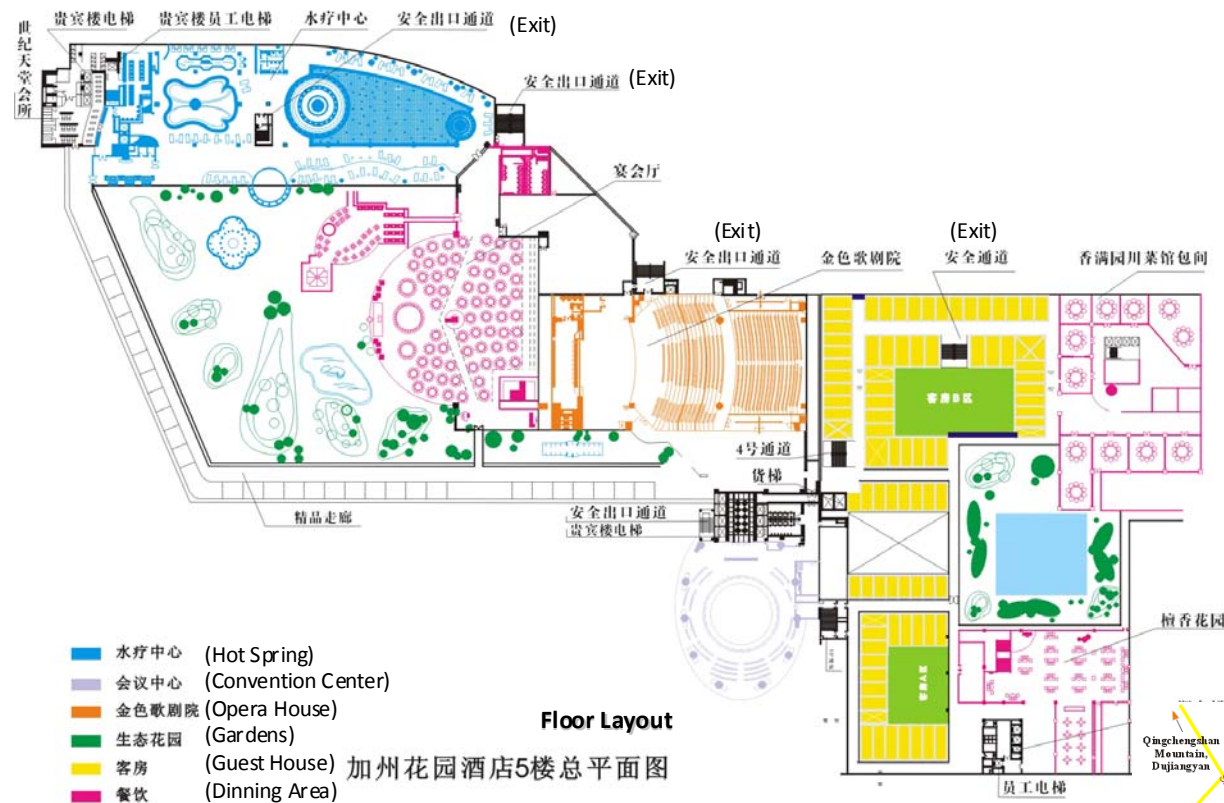 贵宾楼电梯
贵宾楼员工电梯
水疗中心
安全出口通道
(Exit)
世纪天堂会所
安全出口通道
(Exit)
宴会厅
(Exit)
安全出口通道
金色歌剧院
(Exit)
安全通道
香满园川菜馆包间
客房B区
4号通道
货梯
精品走廊
安全出口通道
贵宾楼电梯
檀香花园
客房A区
水疗中心 (Hot Spring)
会议中心 (Convention Center)
金色歌剧院 (Opera House)
生态花园 (Gardens)
客房 (Guest House)
餐饮 (Dinning Area)
Floor Layout
加州花园酒店5楼总平面图
Qingchengshan
Mountain,
Dujiangyan
员工电梯